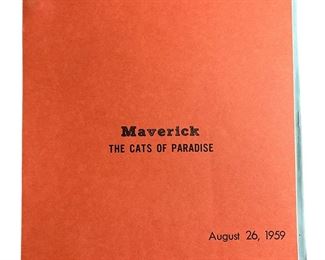 Maverick
THE CATS OF PARADISE
August 26, 1959